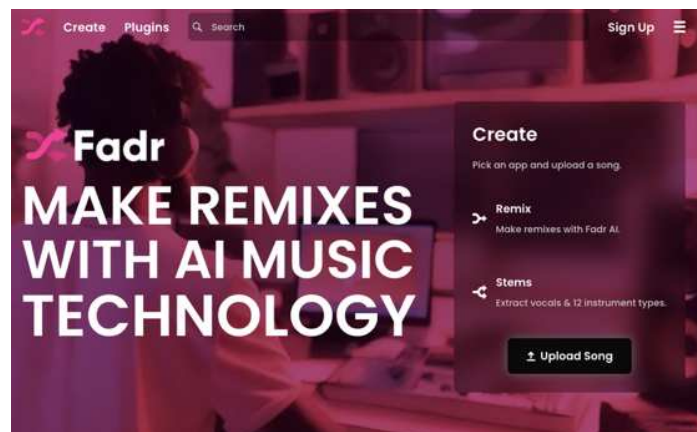 Create Plugins Search Sign Up
Fadr
MAKE REMIXES
WITH AI MUSIC
TECHNOLOGY
Create
Pick an app and upload a song.
Remix
Make remixes with Fadr AI.
Stems
Extract vocals & 12 instrument types.
Upload Song